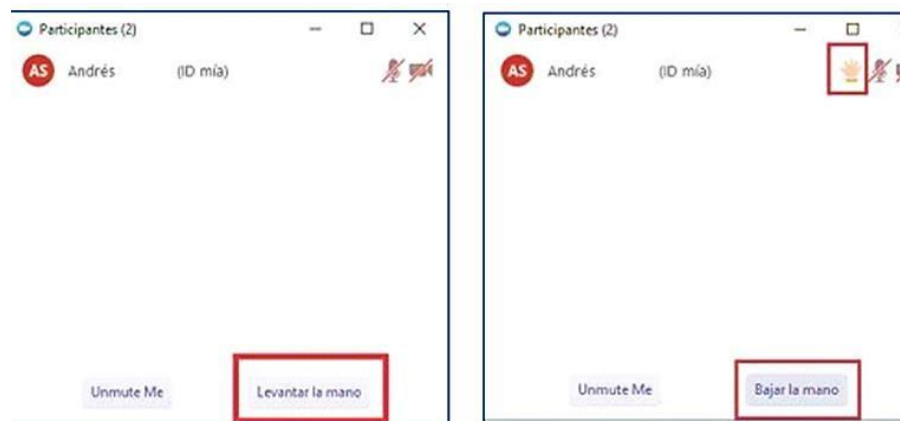 Participantes (2)
AS Andrés (ID mía)
Unmute Me Levantar la mano
Participantes (2)
AS Andrés (ID mía)
Unmute Me Bajar la mano